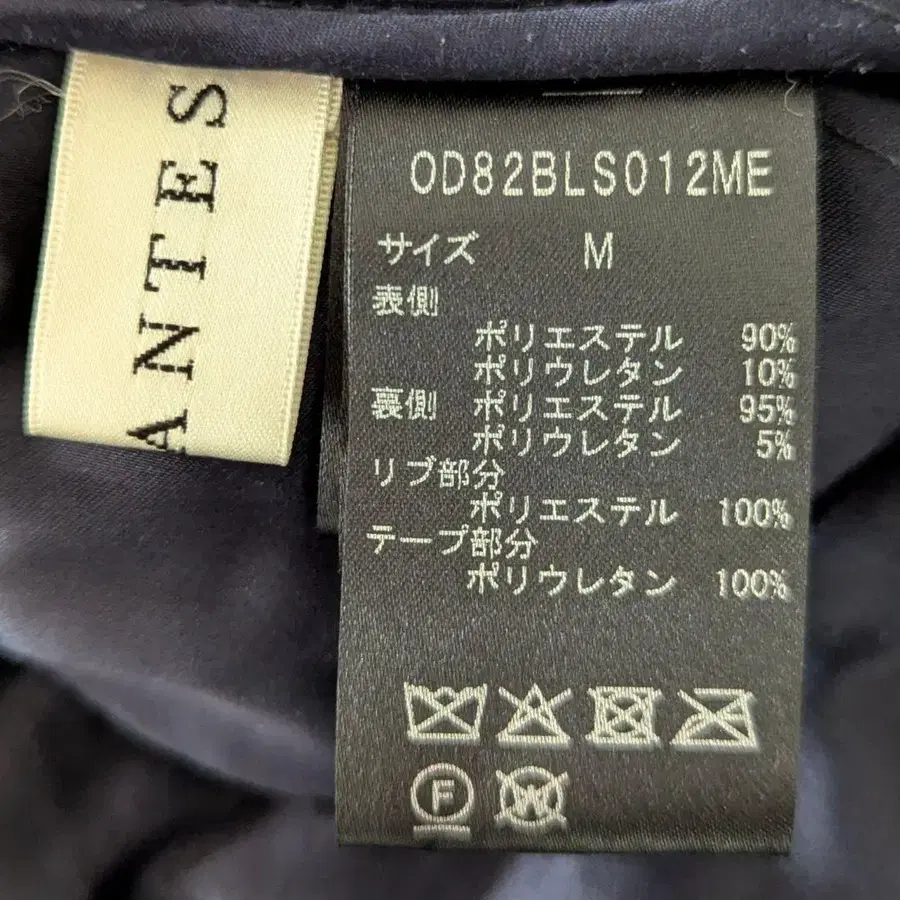 ANTES
0D82BLS012ME
サイズ M
表側
ポリエステル 90%
ポリウレタン 10%
裏側 ポリエステル 95%
ポリウレタン 5%
リブ部分
ポリエステル 100%
テープ部分
ポリウレタン 100%
F
W